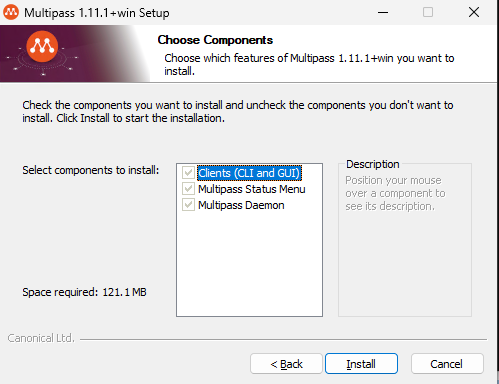 Multipass 1.11.1+win Setup
Choose Components
Choose which features of Multipass 1.11.1+win you want to
install.
Check the components you want to install and uncheck the components you don't want to
install. Click Install to start the installation.
Select components to install:
Clients (CLI and GUI)
Multipass Status Menu
Multipass Daemon
Description
Position your mouse
over a component to
see its description.
Space required: 121.1 MB
Canonical Ltd.
< Back
Install
Cancel